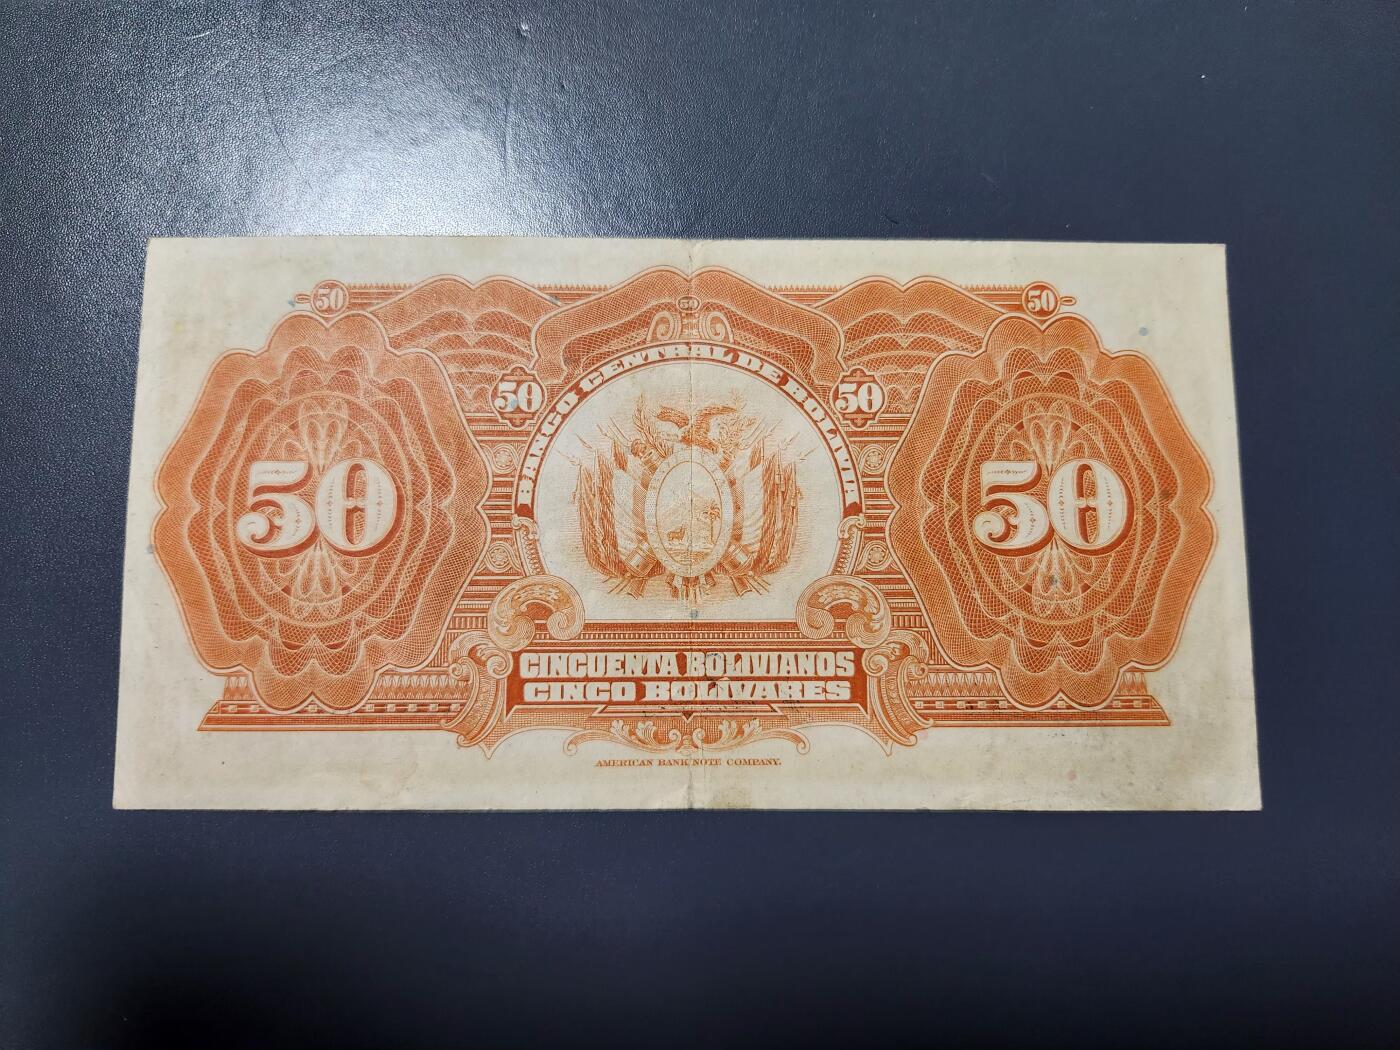 50 50 50
BANCO CENTRAL DE BOLIVIA
50 50
50 50
CINCUENTA BOLIVIANOS
CINCO BOLIVARES
AMERICAN BANK NOTE COMPANY.